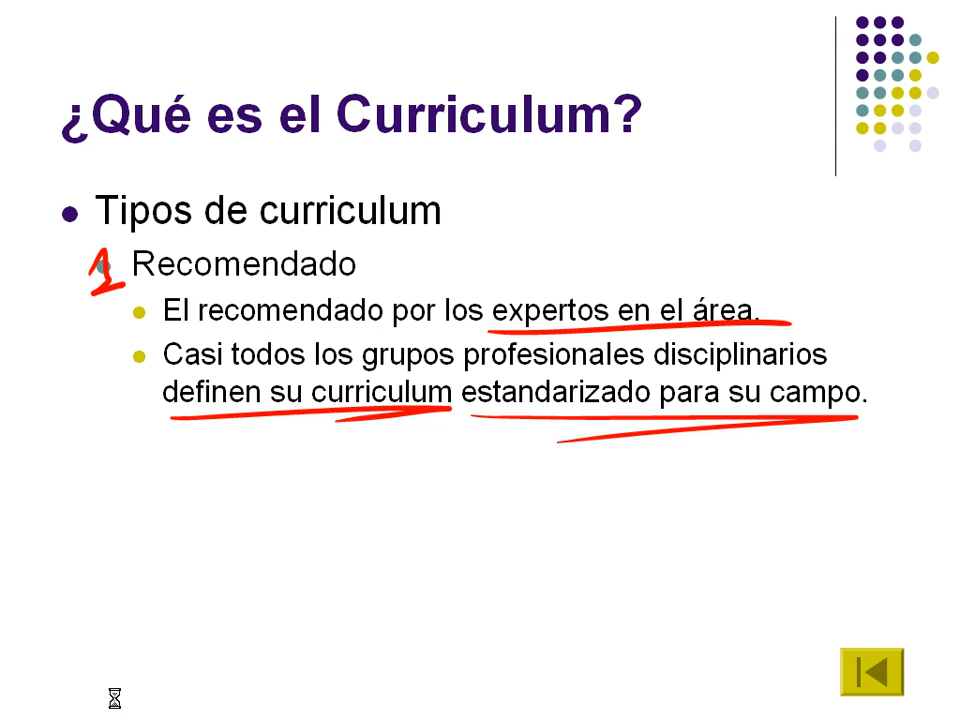 ¿Qué es el Curriculum?
Tipos de curriculum
1 Recomendado
El recomendado por los expertos en el área.
Casi todos los grupos profesionales disciplinarios
definen su curriculum estandarizado para su campo.